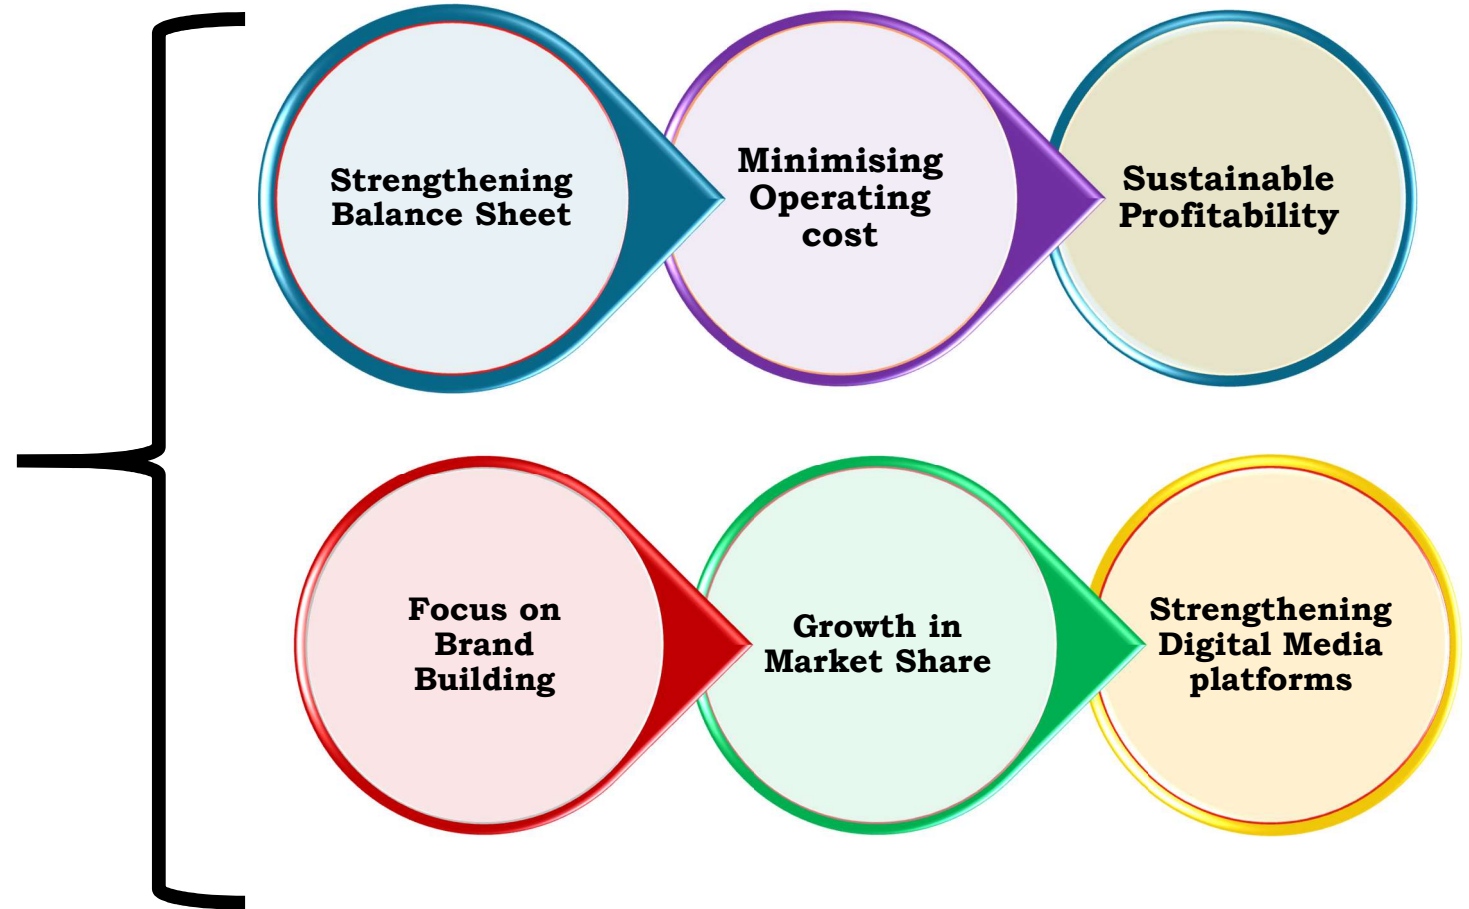 Strengthening
Balance Sheet
Minimising
Operating
cost
Sustainable
Profitability
Focus on
Brand
Building
Growth in
Market Share
Strengthening
Digital Media
platforms